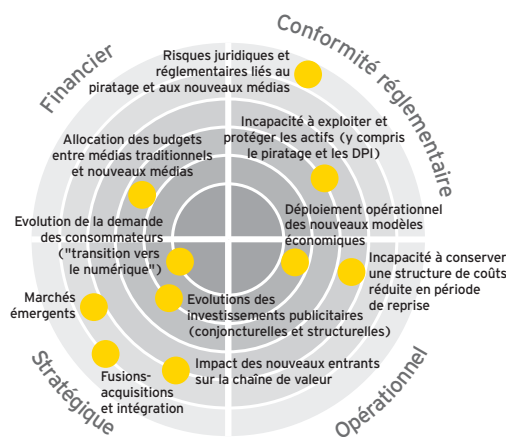 Financier
Conformité réglementaire
Risques juridiques et
réglementaires liés au
piratage et aux nouveaux médias
Incapacité à exploiter et
protéger les actifs (y compris
le piratage et les DPI)
Allocation des budgets
entre médias traditionnels
et nouveaux médias
Déploiement opérationnel
des nouveaux modèles
économiques
Evolution de la demande
des consommateurs
("transition vers
le numérique")
Incapacité à conserver
une structure de coûts
réduite en période
de reprise
Marchés
émergents
Evolutions des
investissements publicitaires
(conjoncturelles et structurelles)
Impact des nouveaux entrants
sur la chaîne de valeur
Fusions-
acquisitions
et intégration
Stratégique
Opérationnel